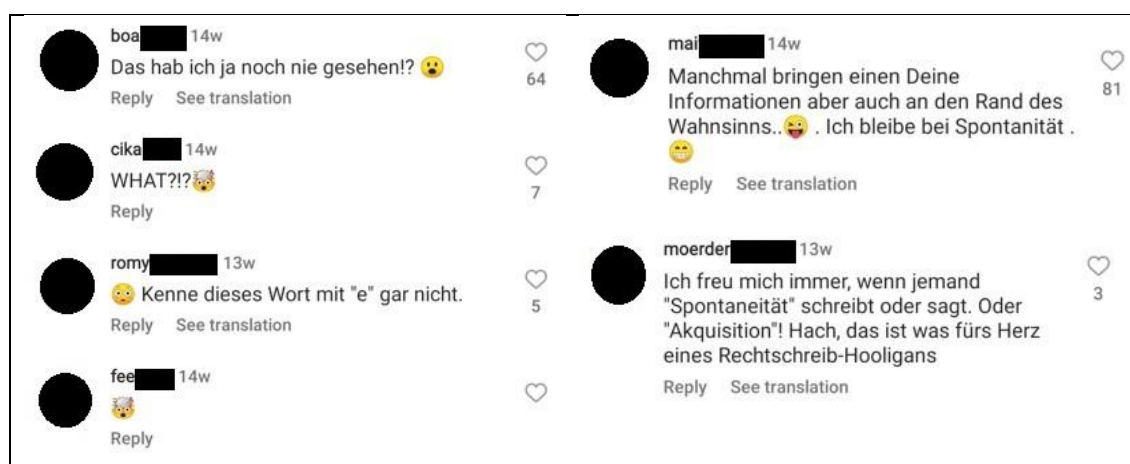 boa 14w
Das hab ich ja noch nie gesehen!? 😮
64
Reply See translation
cika 14w
WHAT?!?🤯
7
Reply
romy 13w
😳 Kenne dieses Wort mit "e" gar nicht.
5
Reply See translation
fee 14w
🤯
Reply
mai 14w
Manchmal bringen einen Deine
Informationen aber auch an den Rand des
Wahnsinns..😜 . Ich bleibe bei Spontanität .
😁
81
Reply See translation
moerder 13w
Ich freu mich immer, wenn jemand
"Spontaneität" schreibt oder sagt. Oder
"Akquisition"! Hach, das ist was fürs Herz
eines Rechtschreib-Hooligans
3
Reply See translation